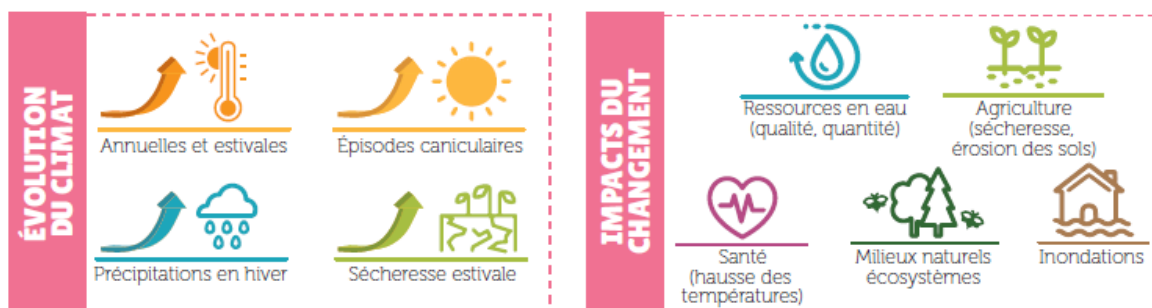 ÉVOLUTION
DU CLIMAT
Annuelles et estivales
Épisodes caniculaires
Précipitations en hiver
Sécheresse estivale
IMPACTS DU
CHANGEMENT
Ressources en eau
(qualité, quantité)
Agriculture
(sécheresse,
érosion des sols)
Santé
(hausse des
températures)
Milieux naturels
écosystèmes
Inondations